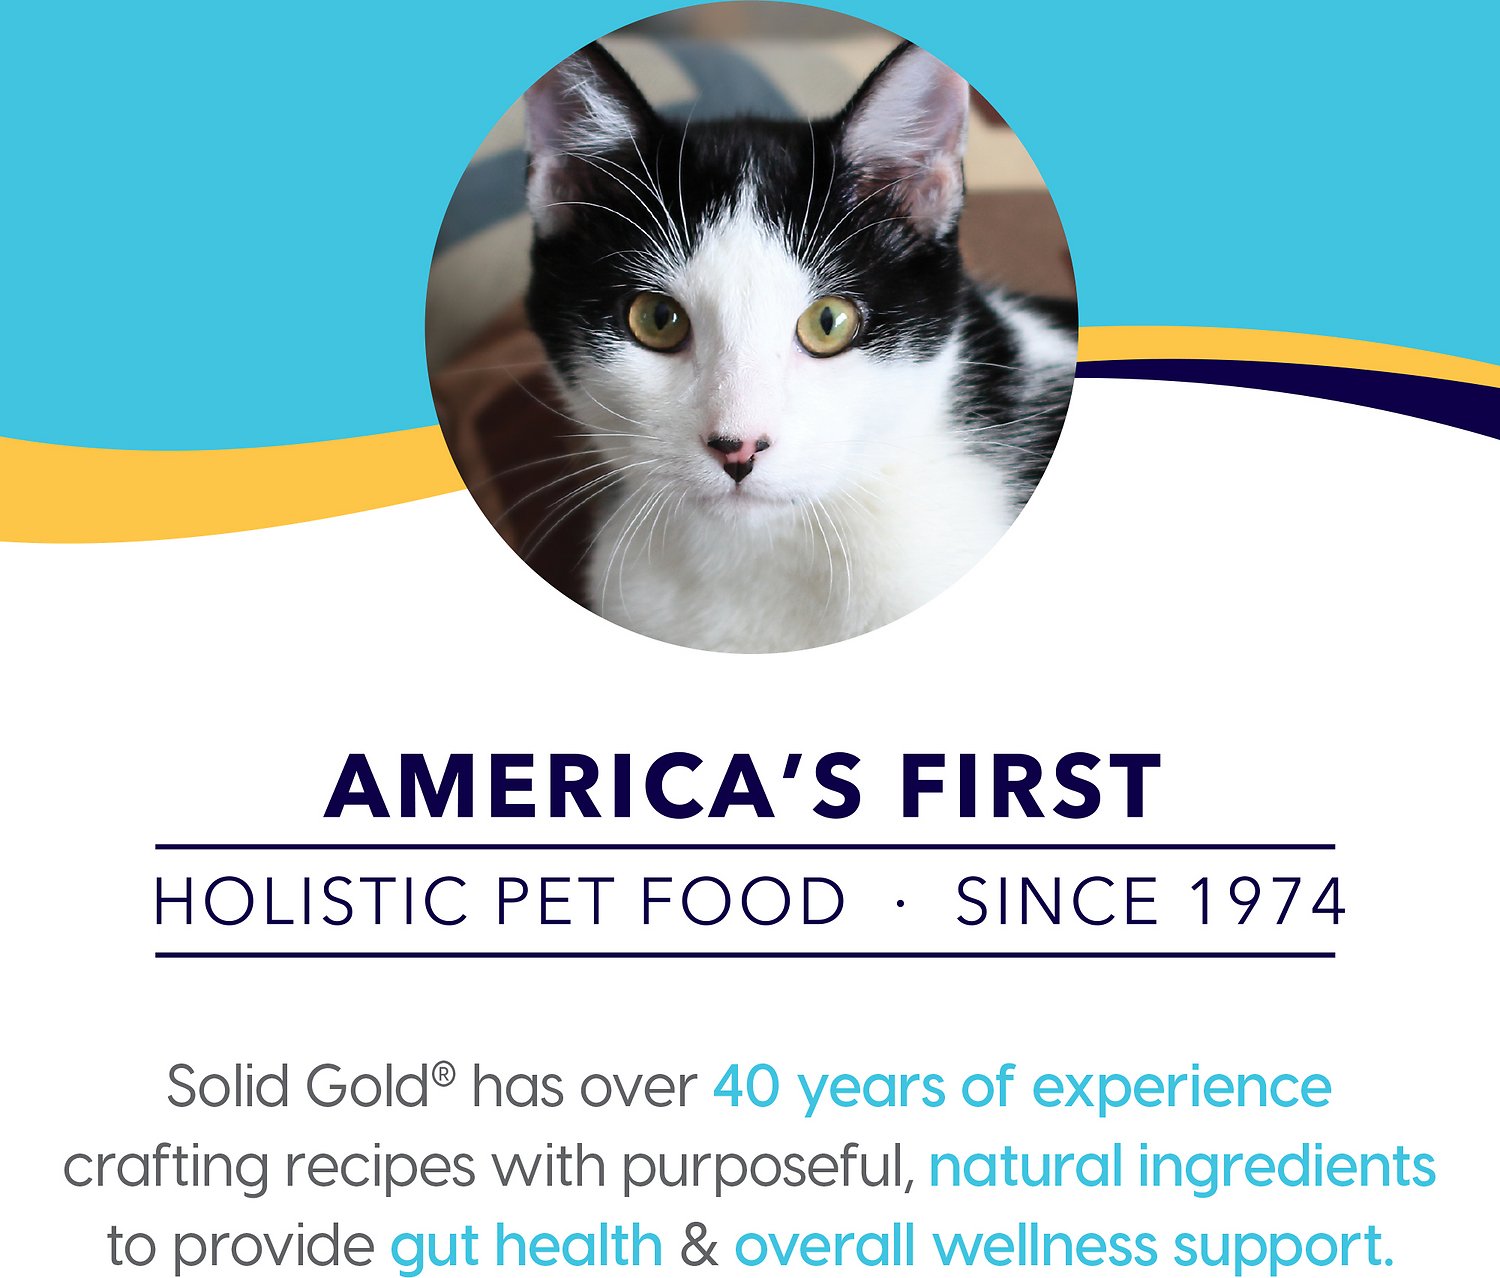 AMERICA'S FIRST
HOLISTIC PET FOOD · SINCE 1974
Solid Gold® has over 40 years of experience
crafting recipes with purposeful, natural ingredients
to provide gut health & overall wellness support.